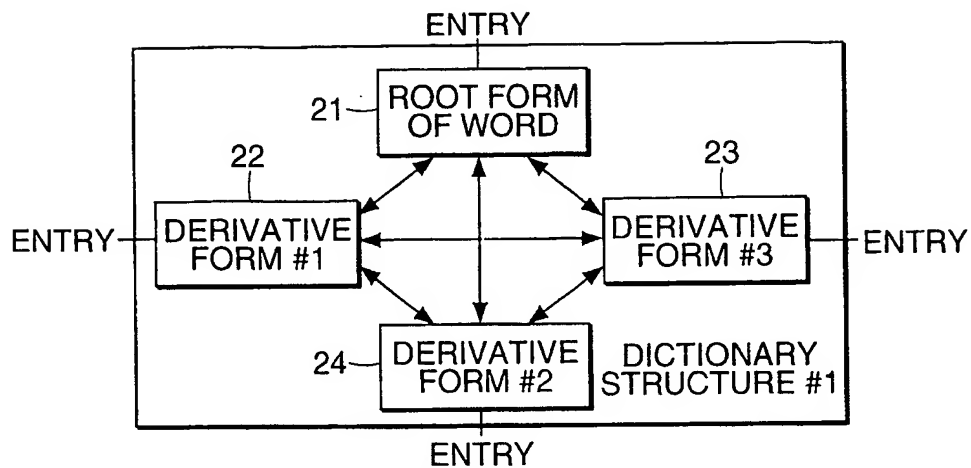 ENTRY
21
ROOT FORM
OF WORD
22
23
ENTRY
DERIVATIVE
FORM #1
DERIVATIVE
FORM #3
ENTRY
24
DERIVATIVE
FORM #2
DICTIONARY
STRUCTURE #1
ENTRY